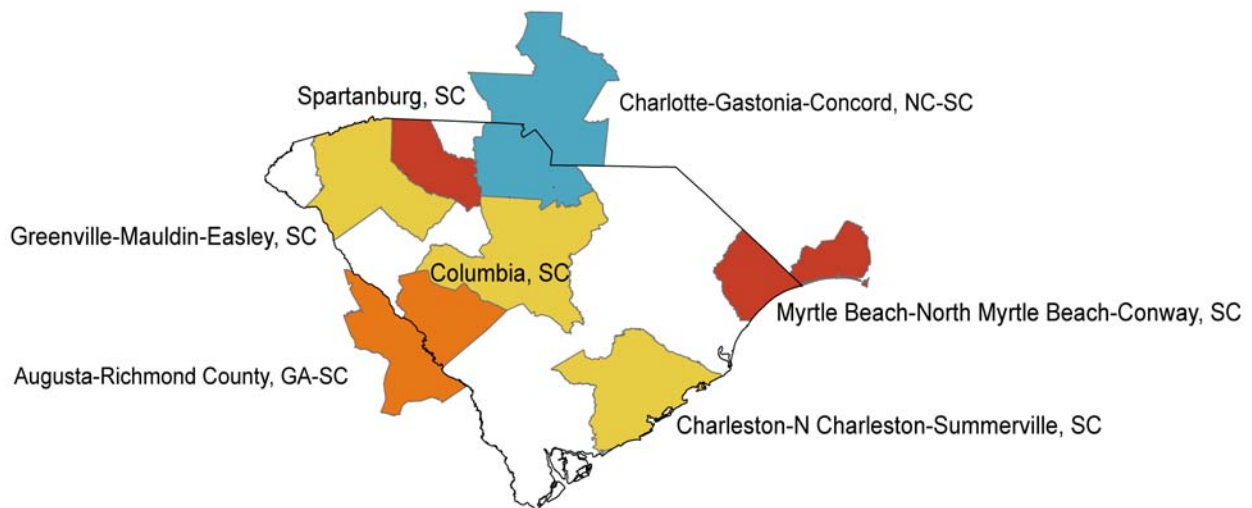 Spartanburg, SC
Charlotte-Gastonia-Concord, NC-SC
Greenville-Mauldin-Easley, SC
Columbia, SC
Myrtle Beach-North Myrtle Beach-Conway, SC
Augusta-Richmond County, GA-SC
Charleston-N Charleston-Summerville, SC